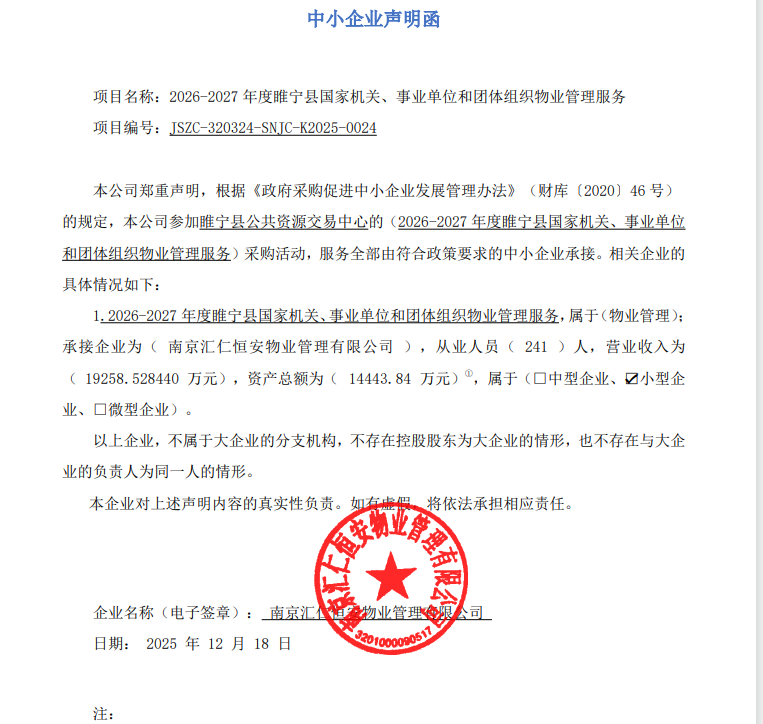 中小企业声明函
项目名称：2026-2027 年度睢宁县国家机关、事业单位和团体组织物业管理服务
项目编号：JSZC-320324-SNJC-K2025-0024
本公司郑重声明，根据《政府采购促进中小企业发展管理办法》（财库〔2020〕46 号）
的规定，本公司参加睢宁县公共资源交易中心的（2026-2027 年度睢宁县国家机关、事业单位
和团体组织物业管理服务）采购活动，服务全部由符合政策要求的中小企业承接。相关企业的
具体情况如下：
1. 2026-2027 年度睢宁县国家机关、事业单位和团体组织物业管理服务，属于（物业管理）；
承接企业为（ 南京汇仁恒安物业管理有限公司 ），从业人员（ 241 ）人，营业收入为
（ 19258.528440 万元），资产总额为（ 14443.84 万元）①，属于（□中型企业、☑小型企
业、□微型企业）。
以上企业，不属于大企业的分支机构，不存在控股股东为大企业的情形，也不存在与大企
业的负责人为同一人的情形。
本企业对上述声明内容的真实性负责。如有虚假，将依法承担相应责任。
南京汇仁恒安物业管理有限公司
3201000090517
企业名称（电子签章）：南京汇仁恒安物业管理有限公司
日期： 2025 年 12 月 18 日
注：